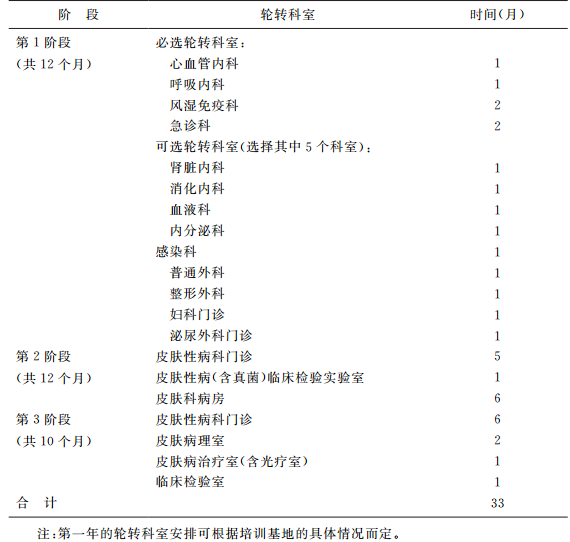 阶 段 轮转科室 时间(月)
第1阶段 必选轮转科室:
(共12个月) 心血管内科 1
呼吸内科 1
风湿免疫科 2
急诊科 2
可选轮转科室(选择其中5个科室):
肾脏内科 1
消化内科 1
血液科 1
内分泌科 1
感染科 1
普通外科 1
整形外科 1
妇科门诊 1
泌尿外科门诊 1
第2阶段 皮肤性病科门诊 5
(共12个月) 皮肤性病(含真菌)临床检验实验室 1
皮肤科病房 6
第3阶段 皮肤性病科门诊 6
(共10个月) 皮肤病理室 2
皮肤病治疗室(含光疗室) 1
临床检验室 1
合 计 33
注:第一年的轮转科室安排可根据培训基地的具体情况而定。